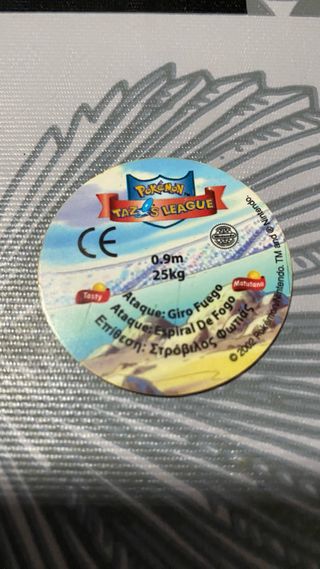 POKéMON
TAZOS LEAGUE
CE
0.9m
25kg
Tasty
Matutano
Ataque: Giro Fuego
Ataque: Espiral De Fogo
Επίθεση: Στρόβιλος Φωτιάς
© 2002 Pokémon/Nintendo. TM and ® Nintendo